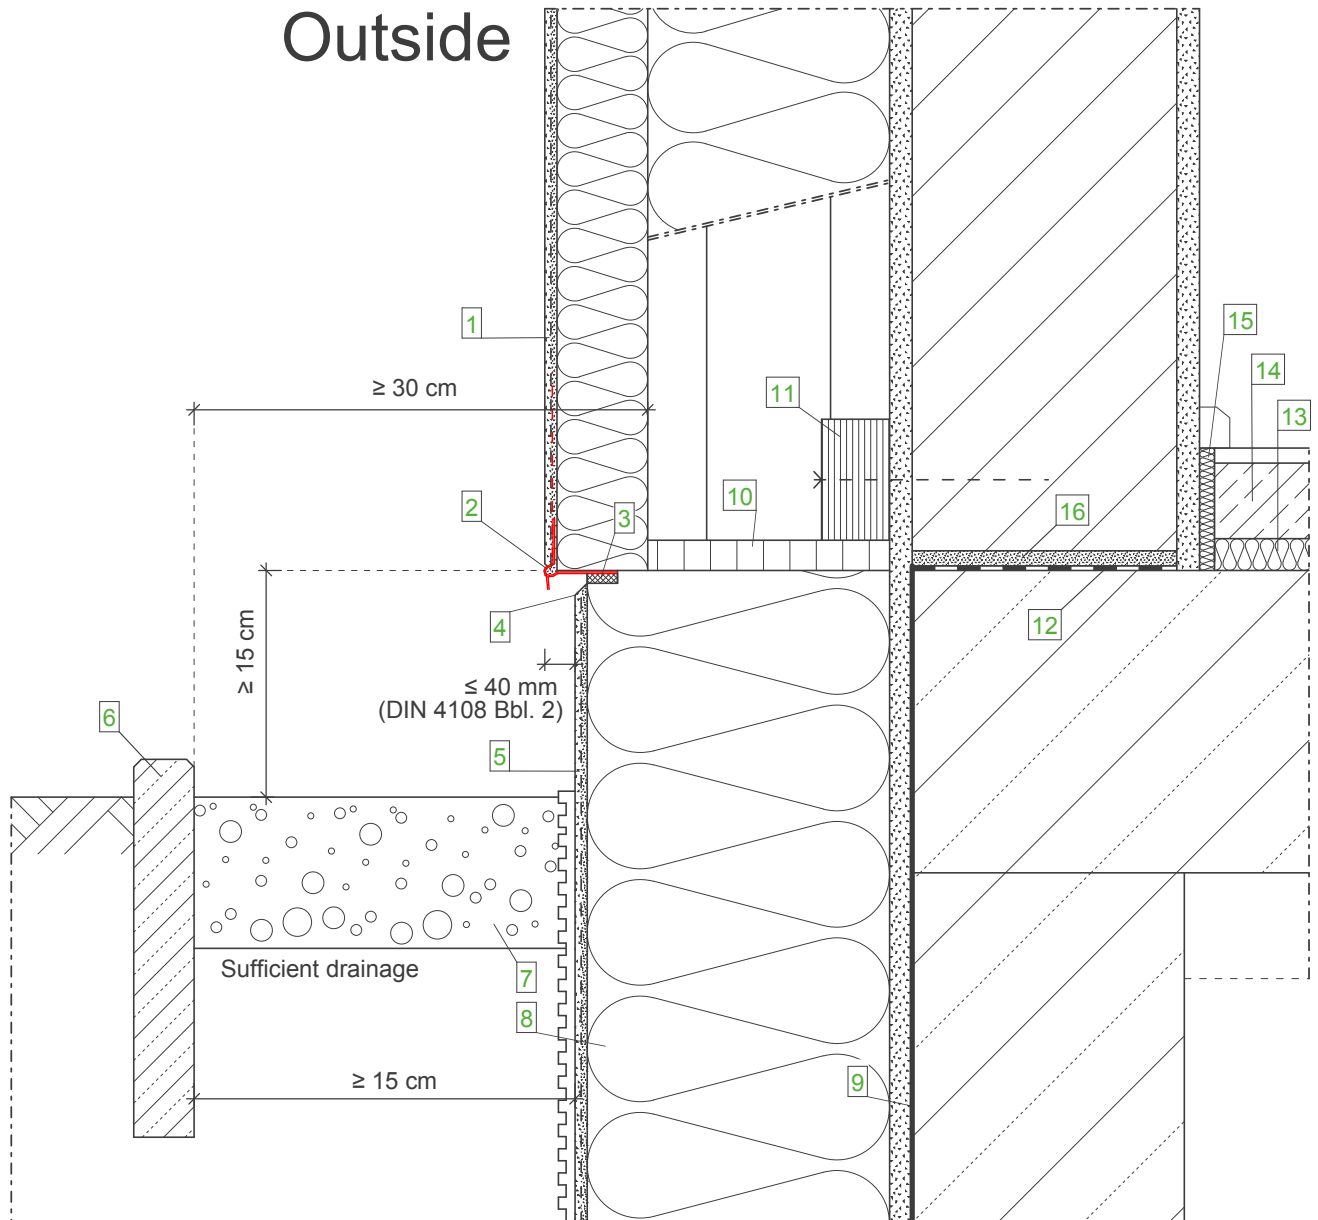 Outside
1
15
14
≥ 30 cm
11
13
2
10
3
16
4
12
≥ 15 cm
≤ 40 mm
(DIN 4108 Bbl. 2)
6
5
Sufficient drainage
7
8
≥ 15 cm
9